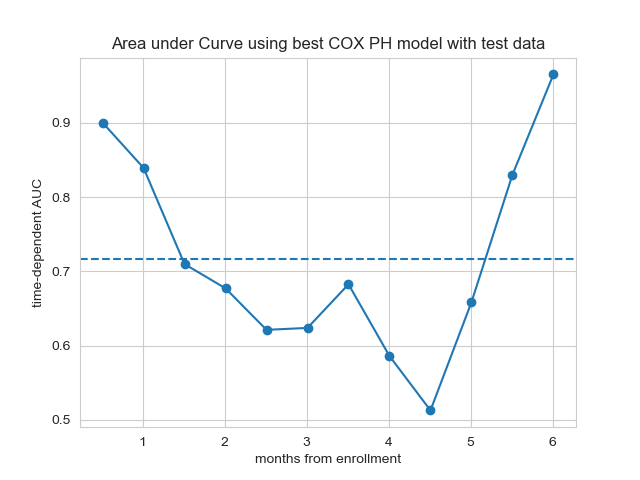 Area under Curve using best COX PH model with test data
time-dependent AUC
0.9
0.8
0.7
0.6
0.5
1 2 3 4 5 6
months from enrollment